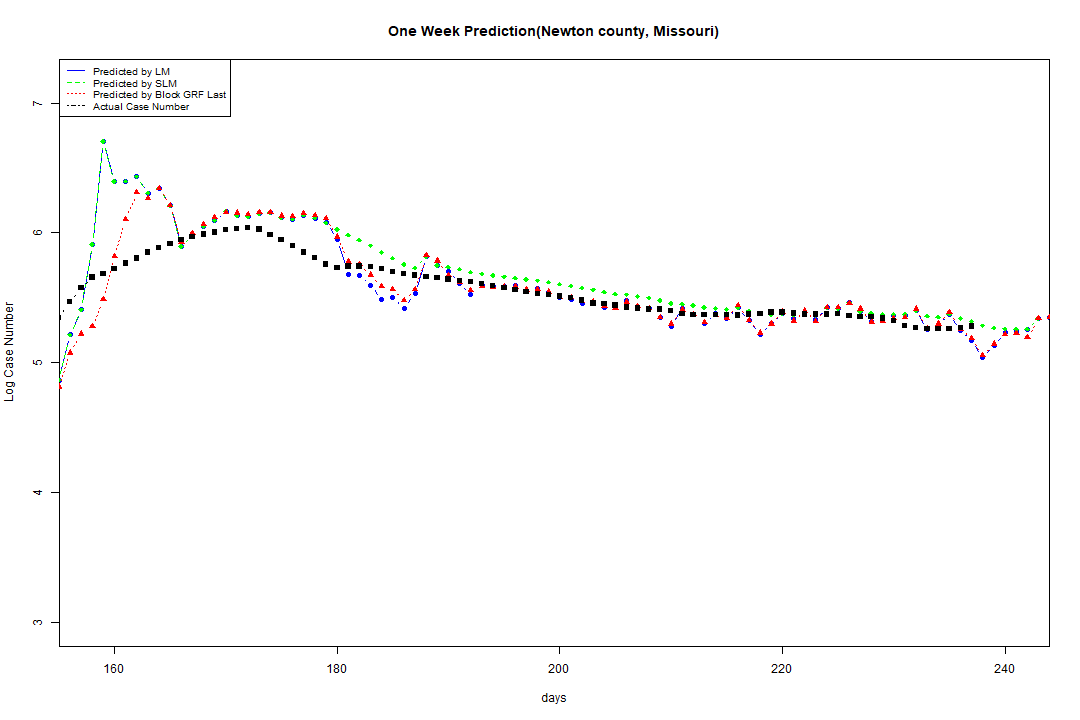 One Week Prediction(Newton county, Missouri)
Predicted by LM
Predicted by SLM
Predicted by Block GRF Last
Actual Case Number
7
6
5
4
3
Log Case Number
160 180 200 220 240
days